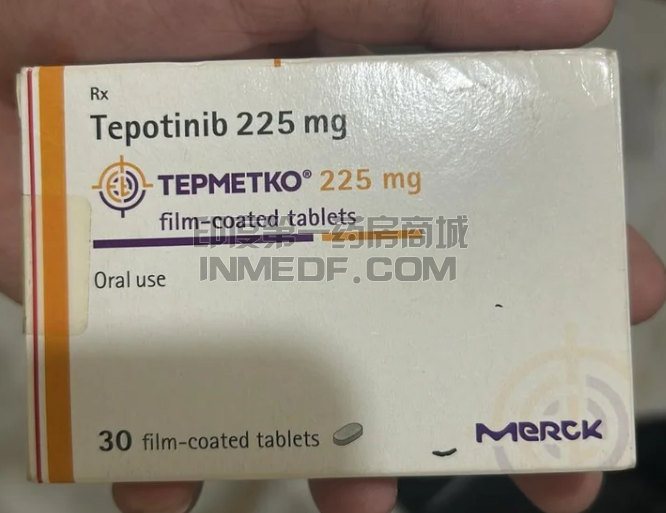 Rx
Tepotinib 225 mg
TEPMETKO® 225 mg
film-coated tablets
印度第一药房商城
INMEDF.COM
Oral use
30 film-coated tablets
MERCK